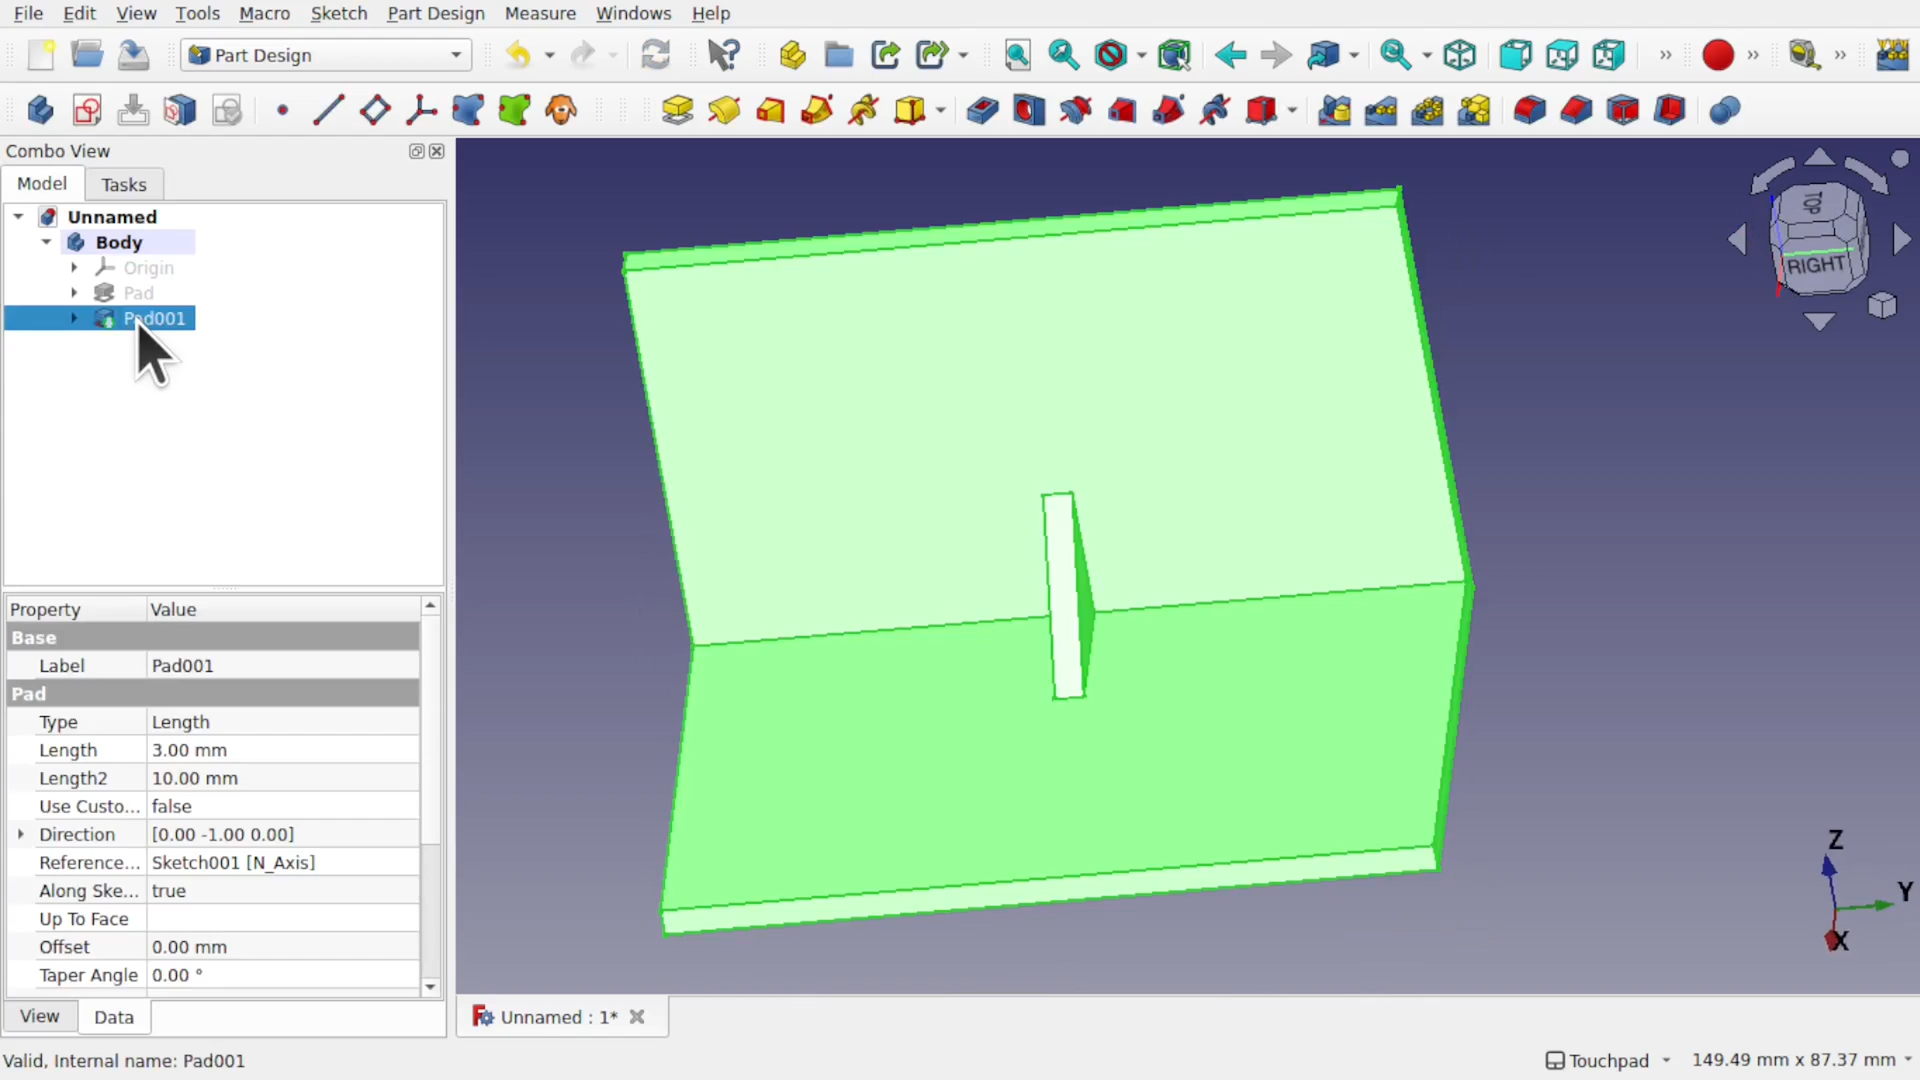 File Edit View Tools Macro Sketch Part Design Measure Windows Help
Part Design
Combo View
Model Tasks
Unnamed
Body
Origin
Pad
Pad001
TOP
RIGHT
Property Value
Base
Label Pad001
Pad
Type Length
Length 3.00 mm
Length2 10.00 mm
Use Custo... false
Direction [0.00 -1.00 0.00]
Reference... Sketch001 [N_Axis]
Along Ske... true
Up To Face
Offset 0.00 mm
Taper Angle 0.00 °
Z
Y
X
View Data
Unnamed : 1*
Valid, Internal name: Pad001
Touchpad 149.49 mm x 87.37 mm